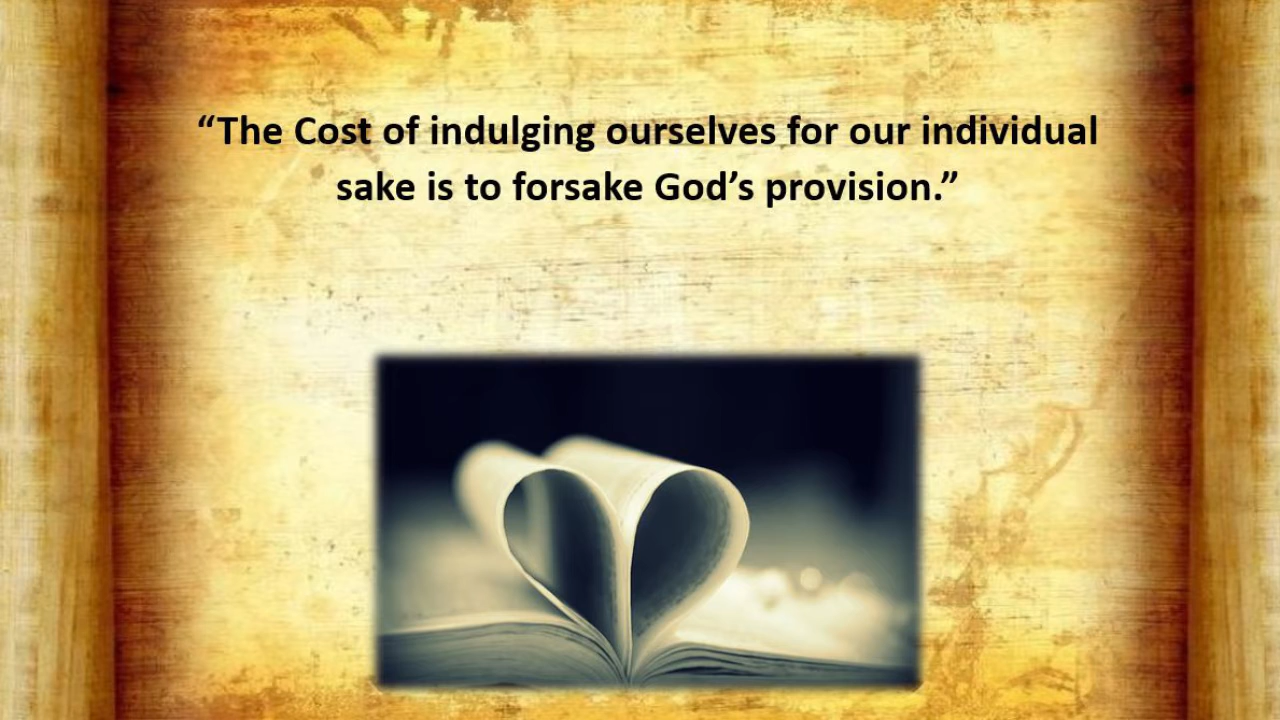 “The Cost of indulging ourselves for our individual
sake is to forsake God’s provision.”